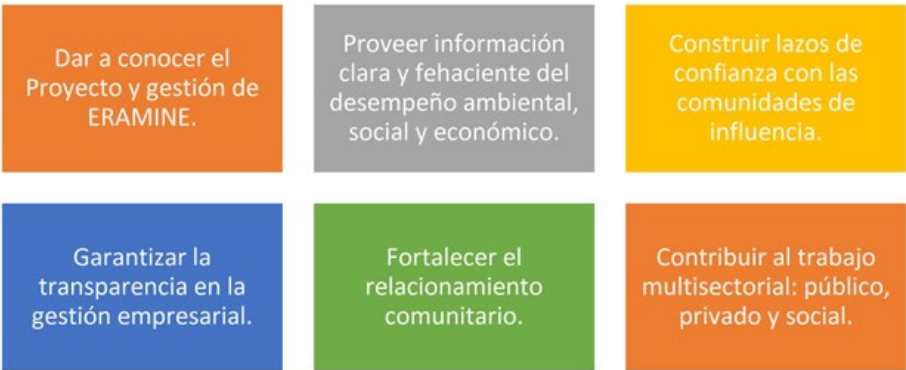 Dar a conocer el
Proyecto y gestión de
ERAMINE.
Proveer información
clara y fehaciente del
desempeño ambiental,
social y económico.
Construir lazos de
confianza con las
comunidades de
influencia.
Garantizar la
transparencia en la
gestión empresarial.
Fortalecer el
relacionamiento
comunitario.
Contribuir al trabajo
multisectorial: público,
privado y social.